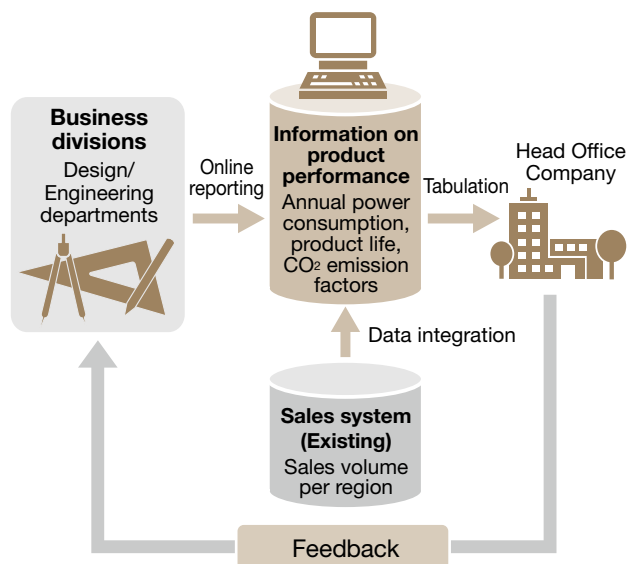 Business
divisions
Design/
Engineering
departments
Online
reporting
Information on
product
performance
Annual power
consumption,
product life,
CO2 emission
factors
Tabulation
Head Office
Company
Data integration
Sales system
(Existing)
Sales volume
per region
Feedback